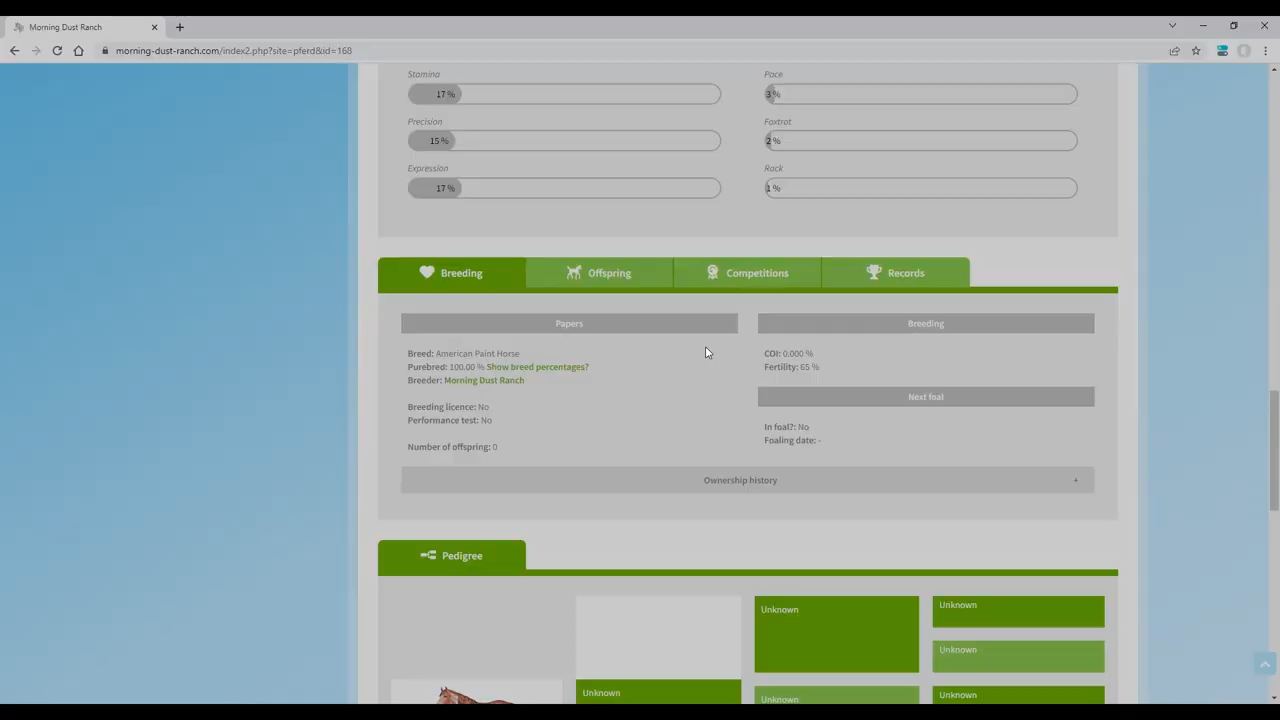 Morning Dust Ranch
morning-dust-ranch.com/index2.php?site=pferd&id=168
Stamina
17 %
Pace
3 %
Precision
15 %
Foxtrot
2 %
Expression
17 %
Rack
1 %
Breeding
Offspring
Competitions
Records
Papers
Breed: American Paint Horse
Purebred: 100.00 % Show breed percentages?
Breeder: Morning Dust Ranch
Breeding licence: No
Performance test: No
Number of offspring: 0
Breeding
COI: 0.000 %
Fertility: 65 %
Next foal
In foal?: No
Foaling date: -
Ownership history +
Pedigree
Unknown
Unknown
Unknown
Unknown
Unknown
Unknown